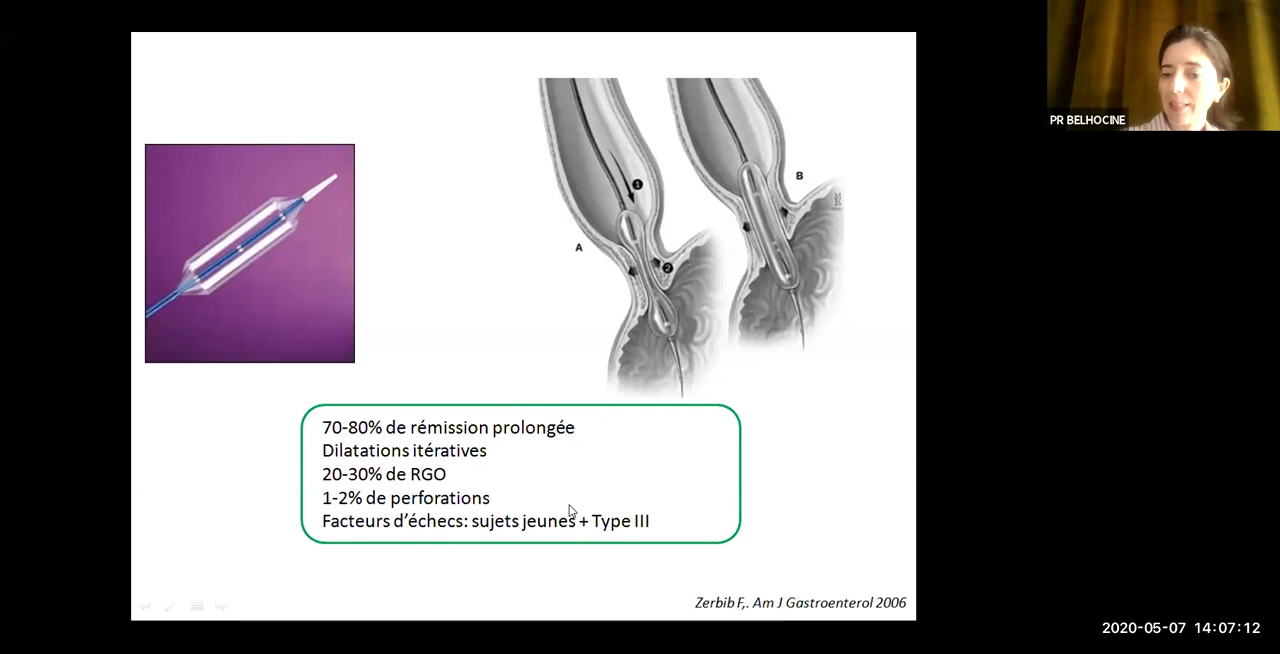 PR BELHOCINE
1
A
2
B
70-80% de rémission prolongée
Dilatations itératives
20-30% de RGO
1-2% de perforations
Facteurs d'échecs: sujets jeunes + Type III
Zerbib F,. Am J Gastroenterol 2006
2020-05-07 14:07:12